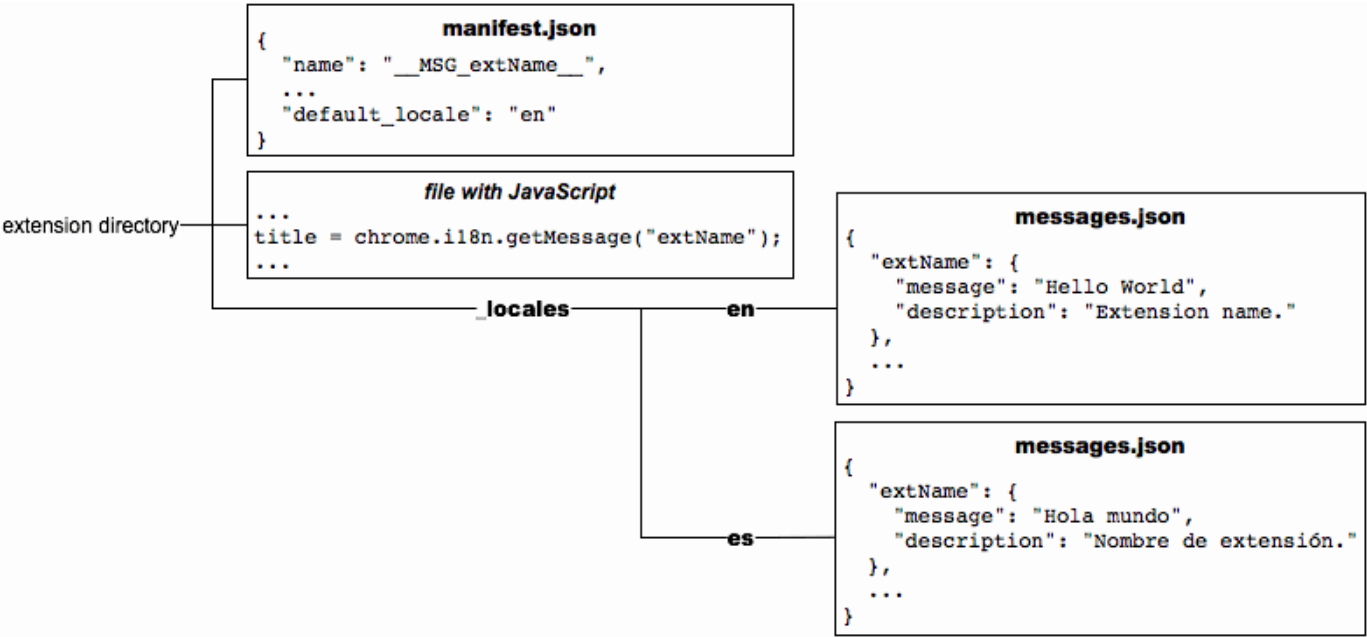 manifest.json
{
"name": "__MSG_extName__",
...
"default_locale": "en"
}
extension directory
file with JavaScript
...
title = chrome.i18n.getMessage("extName");
...
_locales
en
messages.json
{
"extName": {
"message": "Hello World",
"description": "Extension name."
},
...
}
es
messages.json
{
"extName": {
"message": "Hola mundo",
"description": "Nombre de extensión."
},
...
}